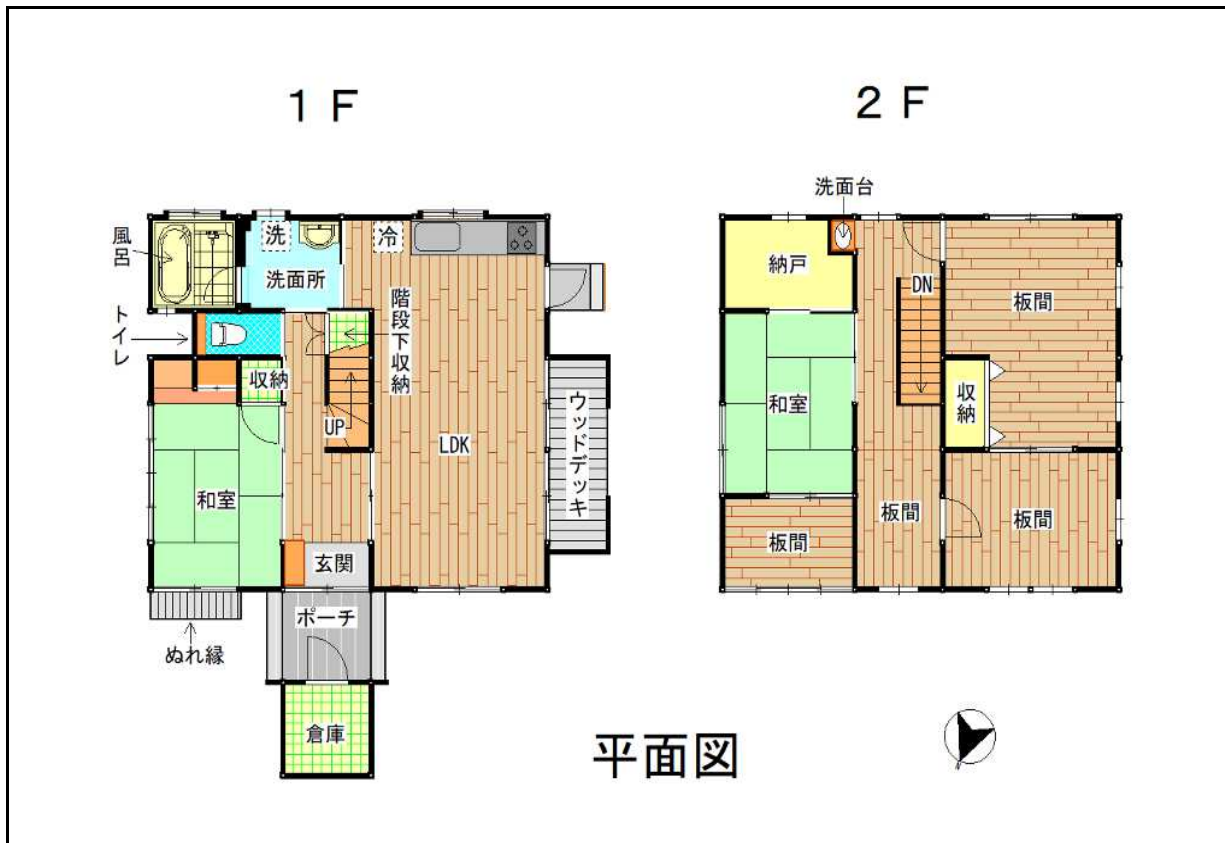 １Ｆ
２Ｆ
洗面台
風呂
洗
冷
洗面所
トイレ
階段下収納
収納
UP
LDK
ウッドデッキ
和室
玄関
ポーチ
ぬれ縁
倉庫
納戸
DN
板間
和室
収納
板間
板間
板間
平面図